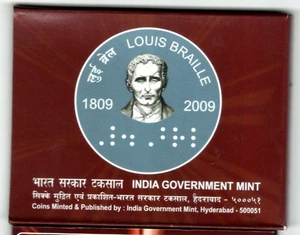 लुई ब्रेल LOUIS BRAILLE
1809 2009
भारत सरकार टकसाल INDIA GOVERNMENT MINT
सिक्के मुद्रित एवं प्रकाशित-भारत सरकार टकसाल, हैदराबाद - ५०००५१
Coins Minted & Published by : India Government Mint, Hyderabad - 500051